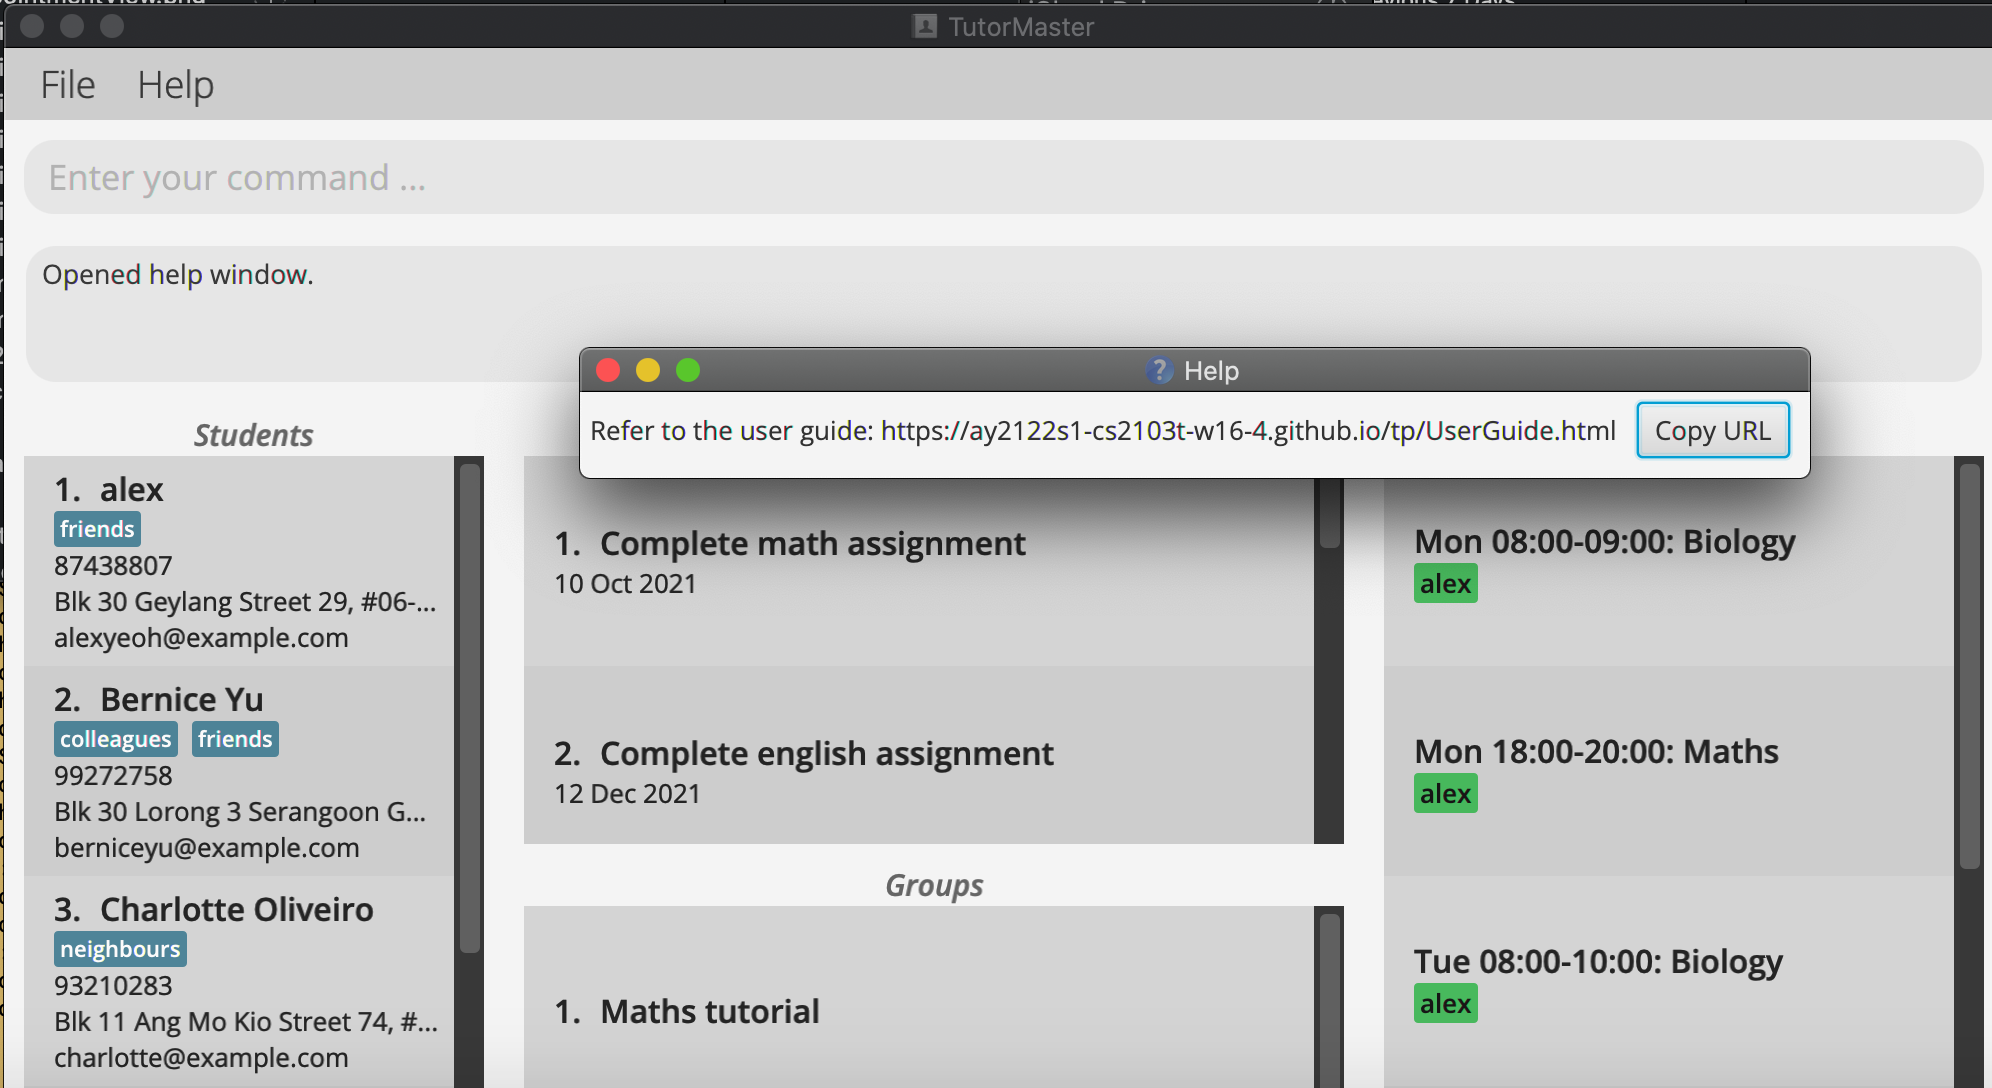 TutorMaster
File Help
Enter your command ...
Opened help window.
Help
Refer to the user guide: https://ay2122s1-cs2103t-w16-4.github.io/tp/UserGuide.html Copy URL
Students
1. alex
friends
87438807
Blk 30 Geylang Street 29, #06-...
alexyeoh@example.com
2. Bernice Yu
colleagues friends
99272758
Blk 30 Lorong 3 Serangoon G...
berniceyu@example.com
3. Charlotte Oliveiro
neighbours
93210283
Blk 11 Ang Mo Kio Street 74, #...
charlotte@example.com
1. Complete math assignment
10 Oct 2021
2. Complete english assignment
12 Dec 2021
Groups
1. Maths tutorial
Mon 08:00-09:00: Biology
alex
Mon 18:00-20:00: Maths
alex
Tue 08:00-10:00: Biology
alex